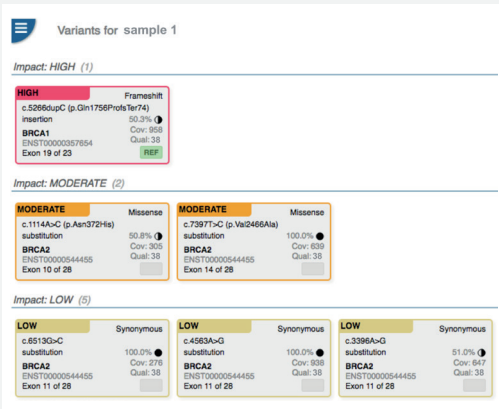 Variants for sample 1
Impact: HIGH (1)
HIGH Frameshift
c.5266dupC (p.Gln1756ProfsTer74)
insertion 50.3%
BRCA1 Cov: 958
ENST00000357654 Qual: 38
Exon 19 of 23 REF
Impact: MODERATE (2)
MODERATE Missense
c.1114A>C (p.Asn372His)
substitution 50.8%
BRCA2 Cov: 305
ENST00000544455 Qual: 38
Exon 10 of 28
MODERATE Missense
c.7397T>C (p.Val2466Ala)
substitution 100.0%
BRCA2 Cov: 639
ENST00000544455 Qual: 38
Exon 14 of 28
Impact: LOW (5)
LOW Synonymous
c.6513G>C
substitution 100.0%
BRCA2 Cov: 276
ENST00000544455 Qual: 38
Exon 11 of 28
LOW Synonymous
c.4563A>G
substitution 100.0%
BRCA2 Cov: 936
ENST00000544455 Qual: 38
Exon 11 of 28
LOW Synonymous
c.3396A>G
substitution 51.0%
BRCA2 Cov: 647
ENST00000544455 Qual: 38
Exon 11 of 28